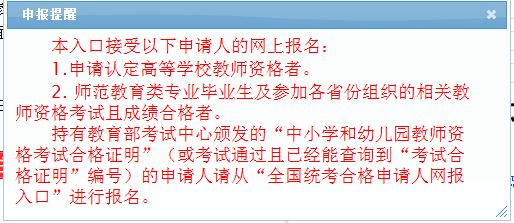 申报提醒
本入口接受以下申请人的网上报名：
1.申请认定高等学校教师资格者。
2. 师范教育类专业毕业生及参加各省份组织的相关教
师资格考试且成绩合格者。
持有教育部考试中心颁发的“中小学和幼儿园教师资
格考试合格证明”（或考试通过且已经能查询到“考试合
格证明”编号）的申请人请从“全国统考合格申请人网报
入口”进行报名。